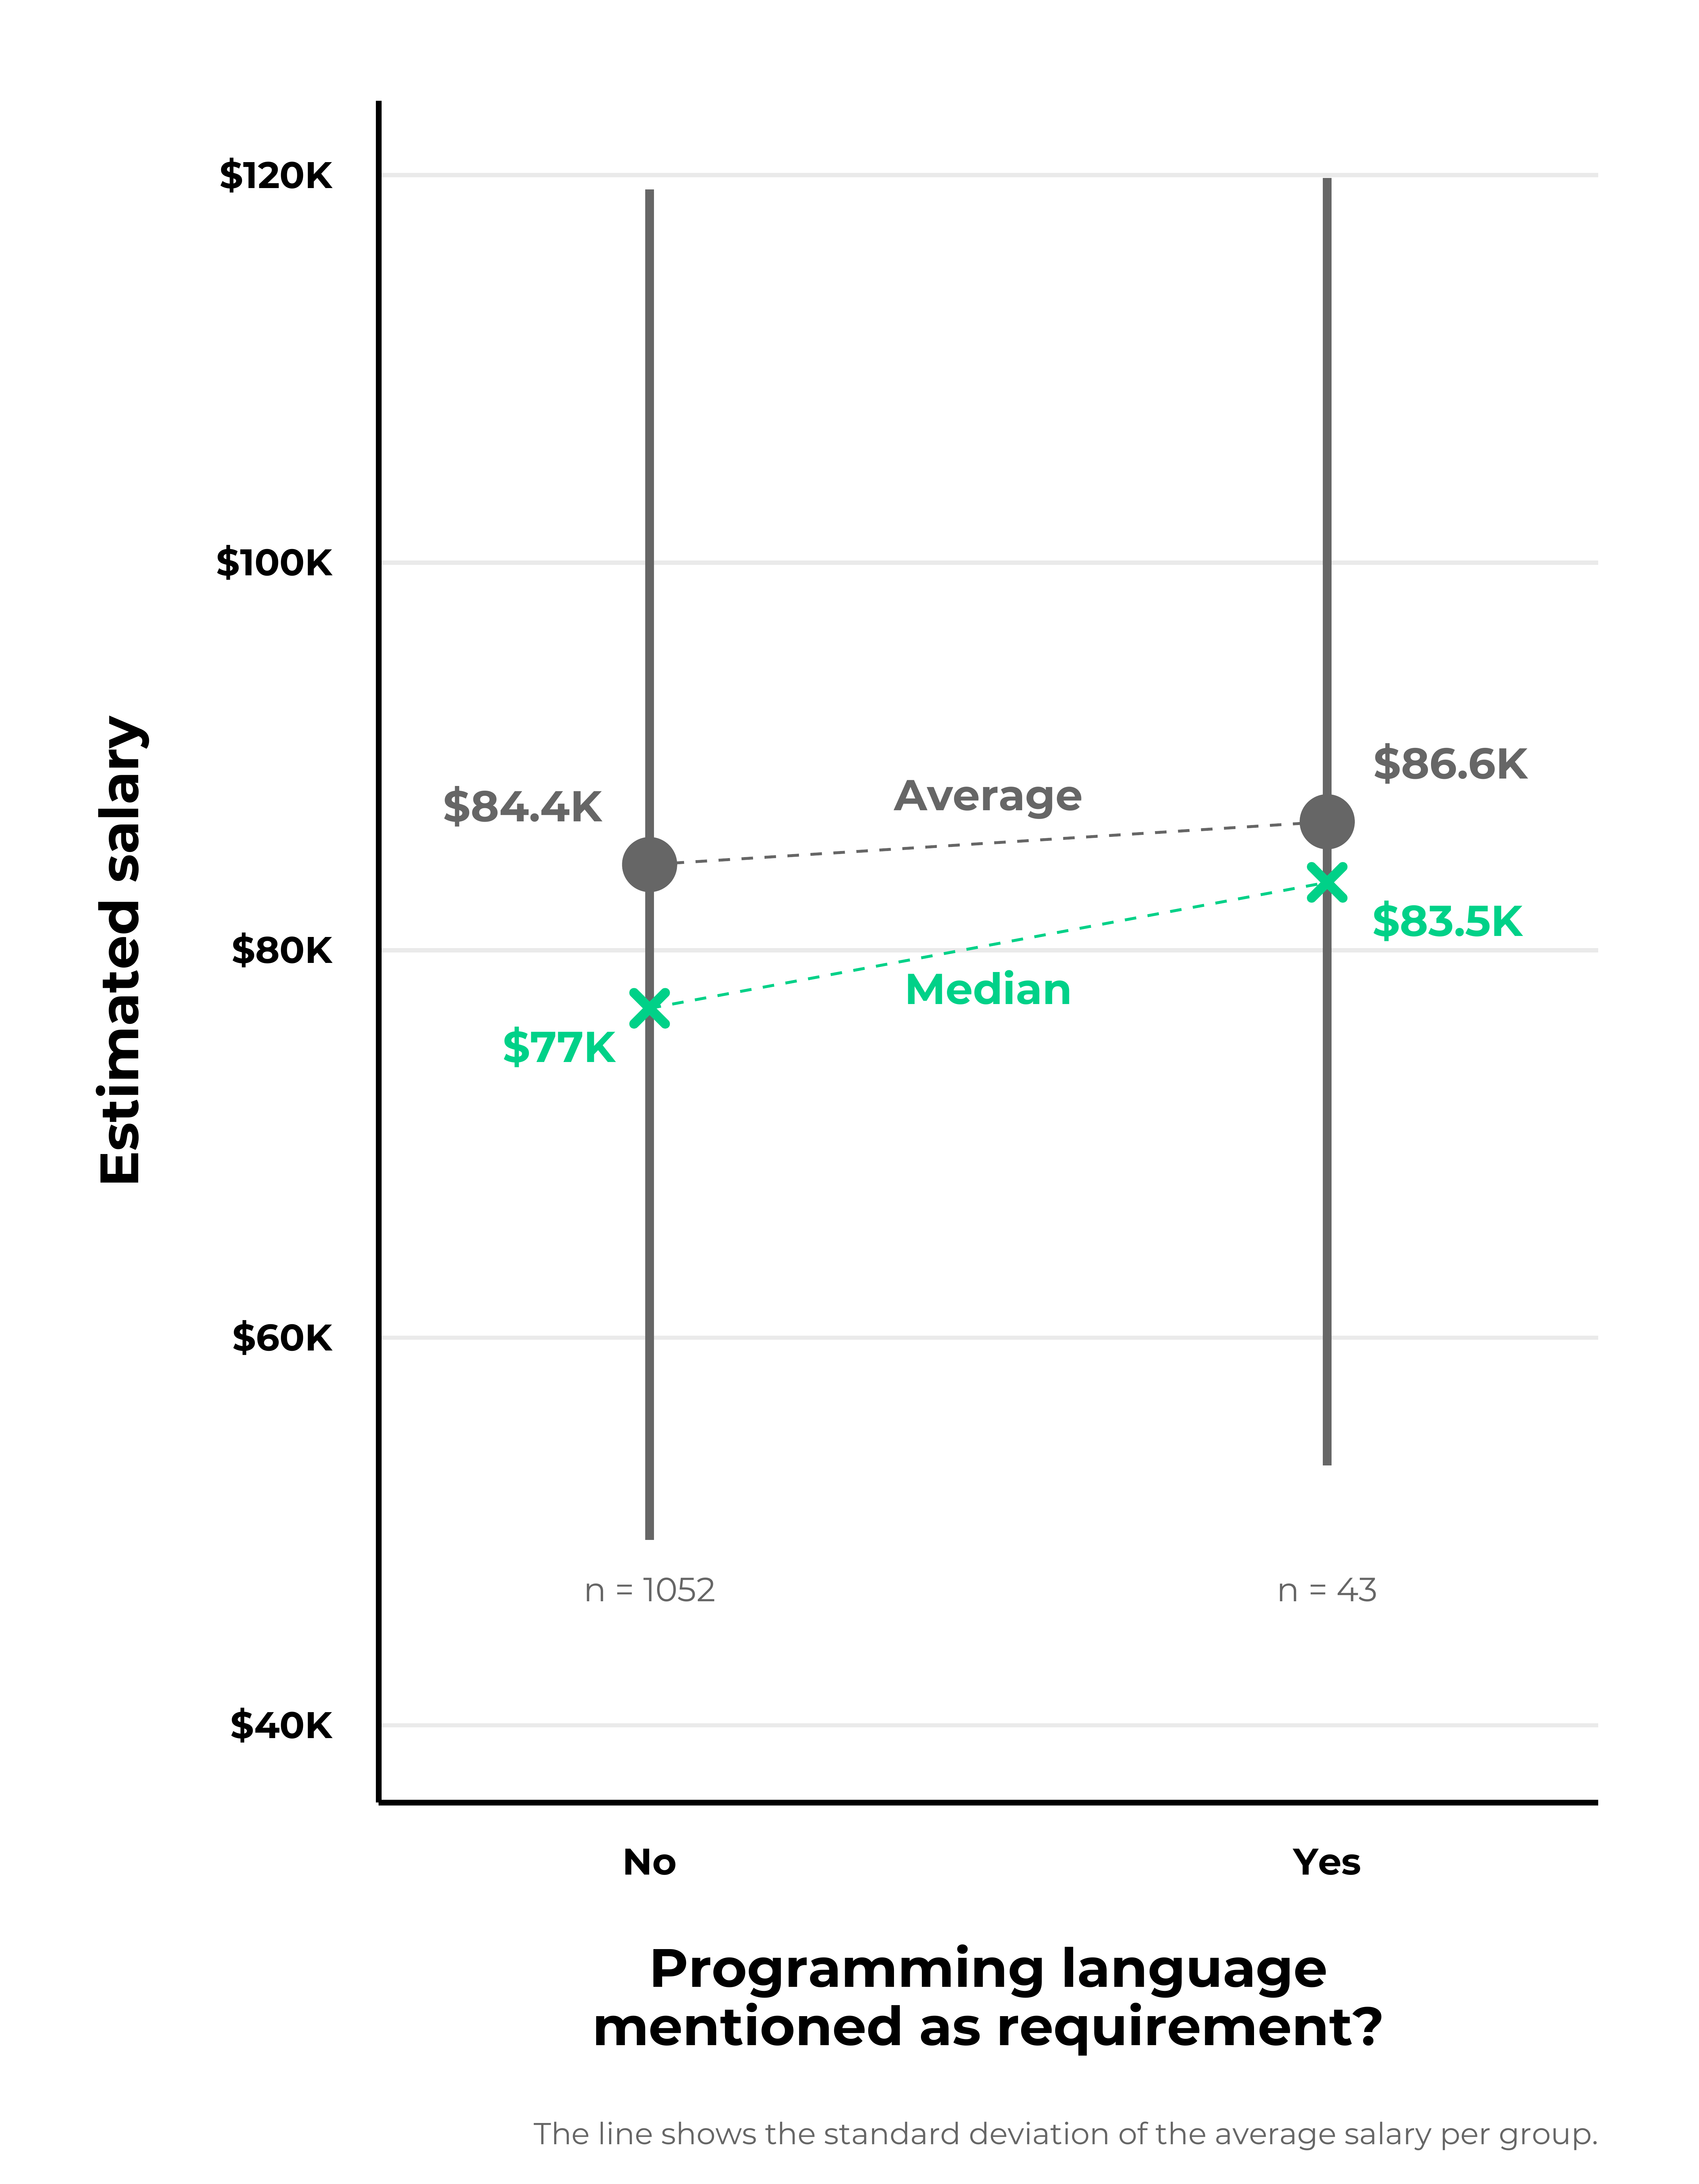 $120K
$100K
$80K
$60K
$40K
Estimated salary
$84.4K
Average
$86.6K
$83.5K
Median
$77K
n = 1052
n = 43
No
Yes
Programming language
mentioned as requirement?
The line shows the standard deviation of the average salary per group.